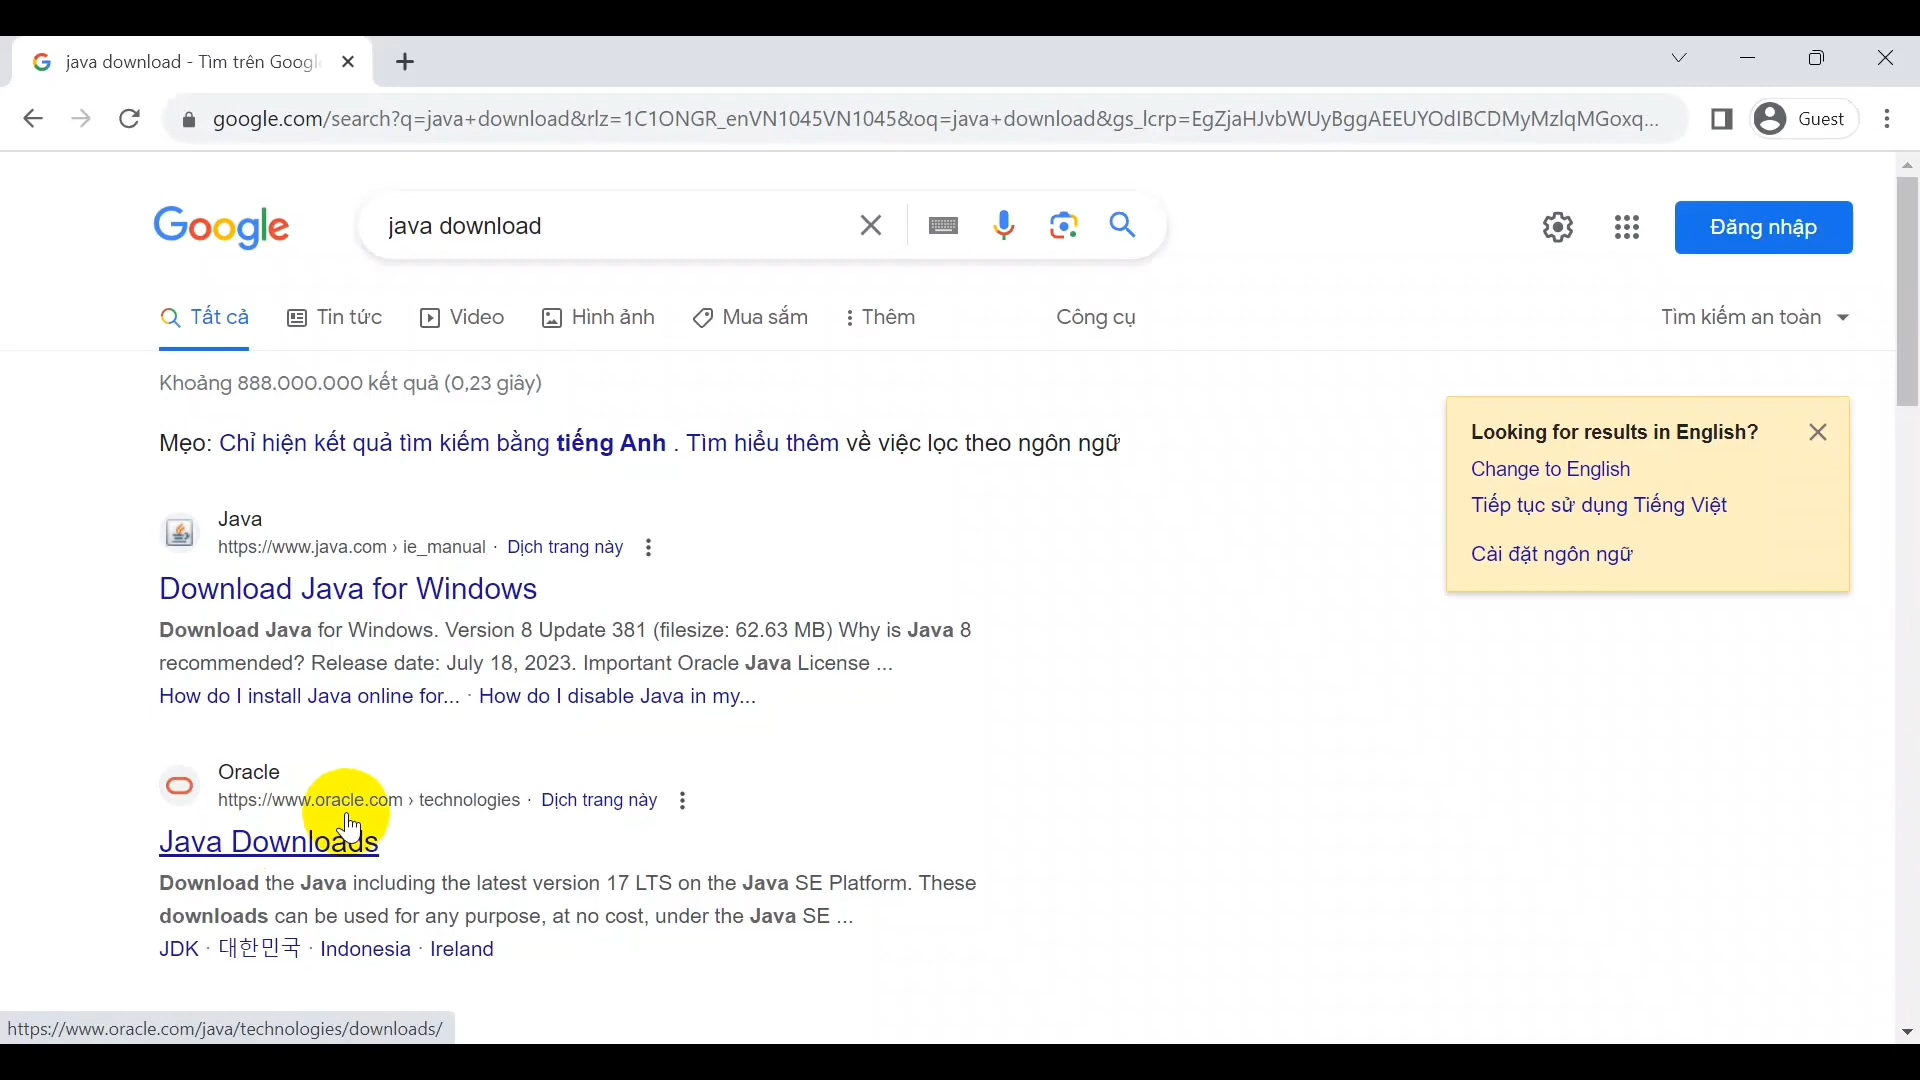 java download - Tìm trên Googl
google.com/search?q=java+download&rlz=1C1ONGR_enVN1045VN1045&oq=java+download&gs_lcrp=EgZjaHJvbWUyBggAEEUYOdIBCDMyMzlqMGoxq...
Guest
Google
java download
Đăng nhập
Tất cả
Tin tức
Video
Hình ảnh
Mua sắm
Thêm
Công cụ
Tìm kiếm an toàn
Khoảng 888.000.000 kết quả (0,23 giây)
Mẹo: Chỉ hiện kết quả tìm kiếm bằng tiếng Anh . Tìm hiểu thêm về việc lọc theo ngôn ngữ
Looking for results in English?
Change to English
Tiếp tục sử dụng Tiếng Việt
Cài đặt ngôn ngữ
Java
https://www.java.com › ie_manual · Dịch trang này
Download Java for Windows
Download Java for Windows. Version 8 Update 381 (filesize: 62.63 MB) Why is Java 8
recommended? Release date: July 18, 2023. Important Oracle Java License ...
How do I install Java online for... · How do I disable Java in my...
Oracle
https://www.oracle.com › technologies · Dịch trang này
Java Downloads
Download the Java including the latest version 17 LTS on the Java SE Platform. These
downloads can be used for any purpose, at no cost, under the Java SE ...
JDK · 대한민국 · Indonesia · Ireland
https://www.oracle.com/java/technologies/downloads/